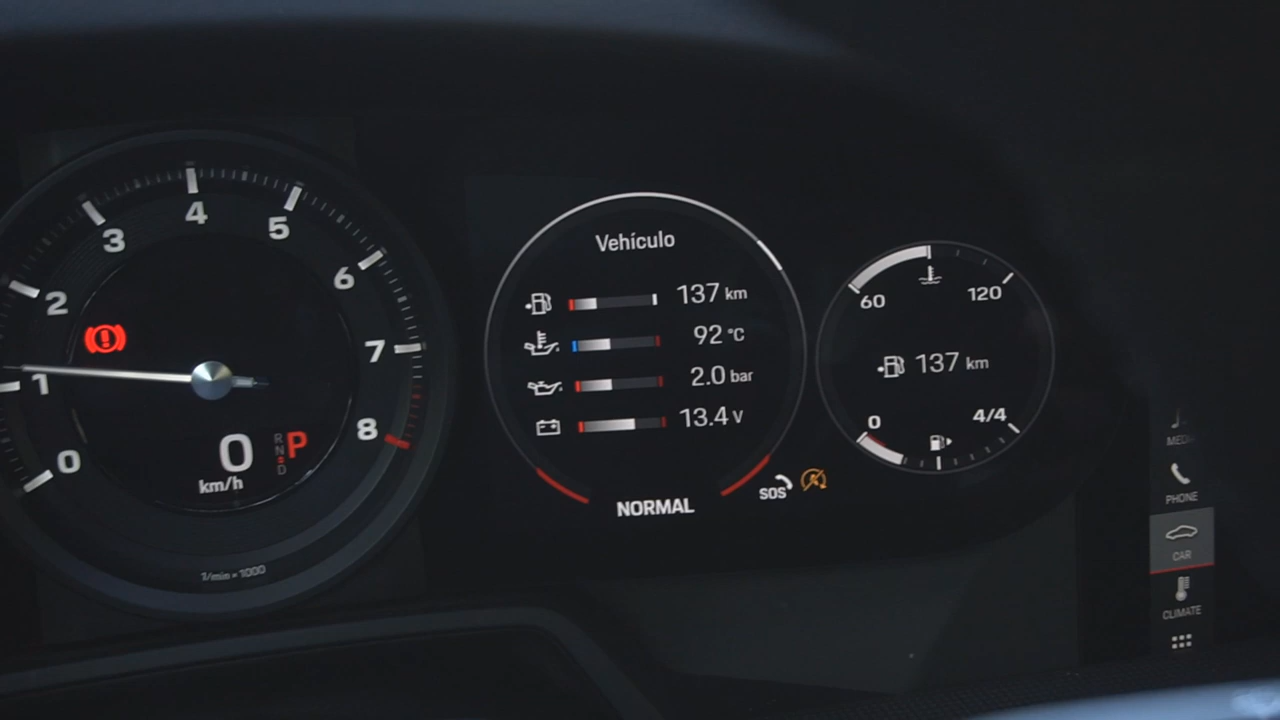 0
1
2
3
4
5
6
7
8
0
km/h
R
N
D
P
1/min × 1000
Vehículo
137 km
92 °C
2.0 bar
13.4 V
NORMAL
SOS
60
120
137 km
0
4/4
PHONE
CAR
CLIMATE